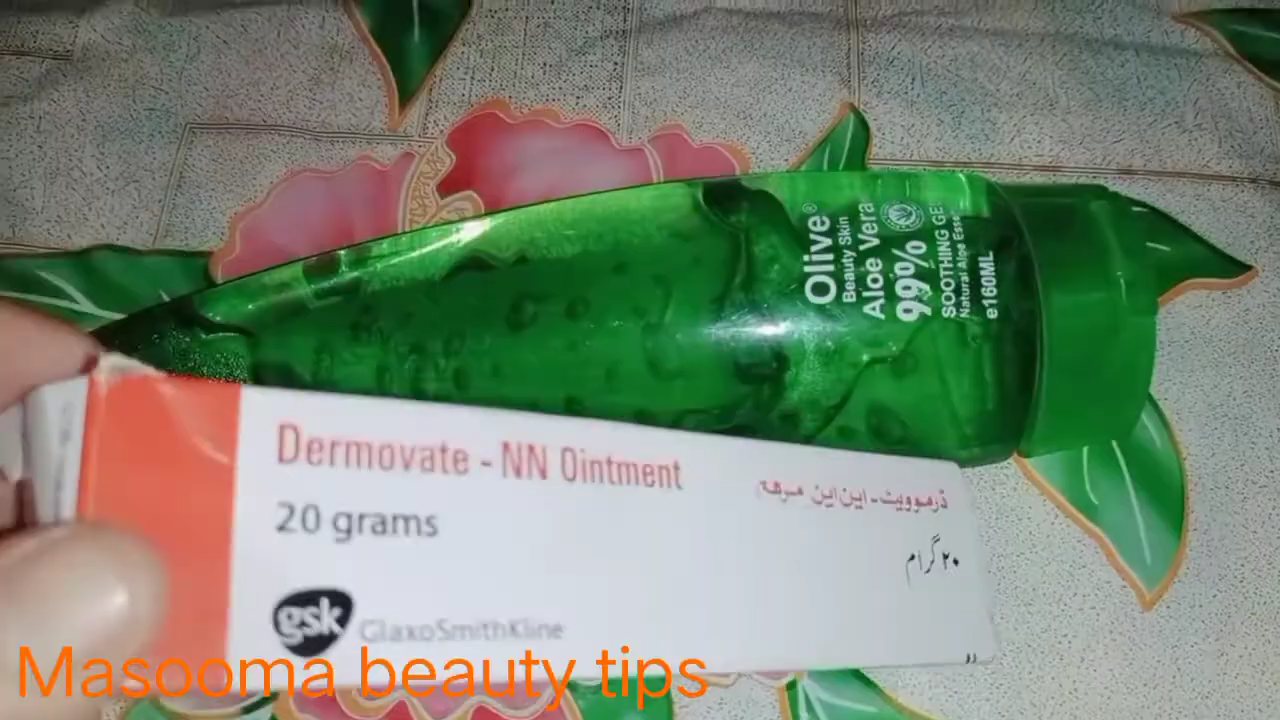 Olive®
Beauty Skin
Aloe Vera
99%
SOOTHING GE
Natural Aloe Esse
e160ML
Dermovate - NN Ointment
20 grams
ڈرموویٹ - این این مرہم
۲۰ گرام
gsk GlaxoSmithKline
Masooma beauty tips